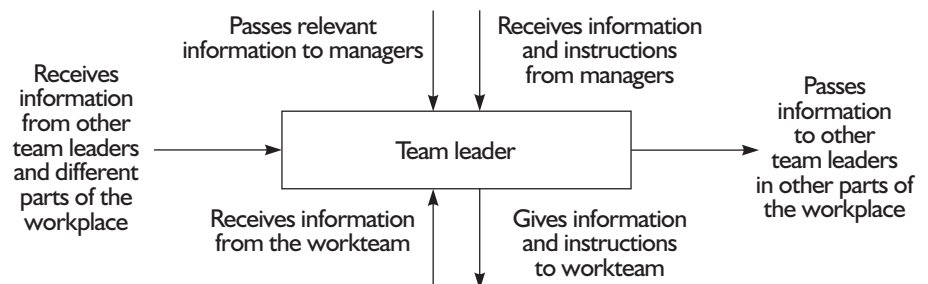 Passes relevant
information to managers
Receives information
and instructions
from managers
Receives
information
from other
team leaders
and different
parts of the
workplace
Team leader
Passes
information
to other
team leaders
in other parts of
the workplace
Receives information
from the workteam
Gives information
and instructions
to workteam